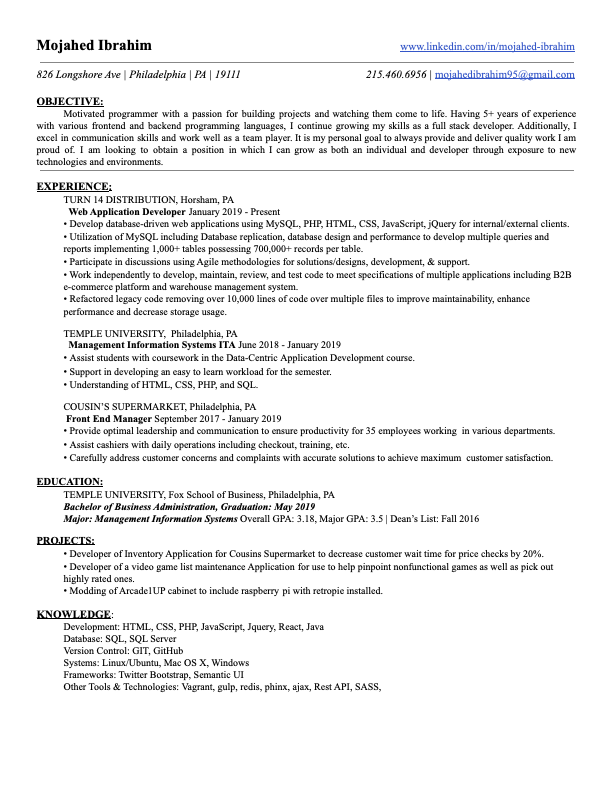 Mojahed Ibrahim www.linkedin.com/in/mojahed-ibrahim
826 Longshore Ave | Philadelphia | PA | 19111 215.460.6956 | mojahedibrahim95@gmail.com
OBJECTIVE:
Motivated programmer with a passion for building projects and watching them come to life. Having 5+ years of experience
with various frontend and backend programming languages, I continue growing my skills as a full stack developer. Additionally, I
excel in communication skills and work well as a team player. It is my personal goal to always provide and deliver quality work I am
proud of. I am looking to obtain a position in which I can grow as both an individual and developer through exposure to new
technologies and environments.
EXPERIENCE:
TURN 14 DISTRIBUTION, Horsham, PA
Web Application Developer January 2019 - Present
• Develop database-driven web applications using MySQL, PHP, HTML, CSS, JavaScript, jQuery for internal/external clients.
• Utilization of MySQL including Database replication, database design and performance to develop multiple queries and
reports implementing 1,000+ tables possessing 700,000+ records per table.
• Participate in discussions using Agile methodologies for solutions/designs, development, & support.
• Work independently to develop, maintain, review, and test code to meet specifications of multiple applications including B2B
e-commerce platform and warehouse management system.
• Refactored legacy code removing over 10,000 lines of code over multiple files to improve maintainability, enhance
performance and decrease storage usage.
TEMPLE UNIVERSITY, Philadelphia, PA
Management Information Systems ITA June 2018 - January 2019
• Assist students with coursework in the Data-Centric Application Development course.
• Support in developing an easy to learn workload for the semester.
• Understanding of HTML, CSS, PHP, and SQL.
COUSIN'S SUPERMARKET, Philadelphia, PA
Front End Manager September 2017 - January 2019
• Provide optimal leadership and communication to ensure productivity for 35 employees working in various departments.
• Assist cashiers with daily operations including checkout, training, etc.
• Carefully address customer concerns and complaints with accurate solutions to achieve maximum customer satisfaction.
EDUCATION:
TEMPLE UNIVERSITY, Fox School of Business, Philadelphia, PA
Bachelor of Business Administration, Graduation: May 2019
Major: Management Information Systems Overall GPA: 3.18, Major GPA: 3.5 | Dean's List: Fall 2016
PROJECTS:
• Developer of Inventory Application for Cousins Supermarket to decrease customer wait time for price checks by 20%.
• Developer of a video game list maintenance Application for use to help pinpoint nonfunctional games as well as pick out
highly rated ones.
• Modding of Arcade1UP cabinet to include raspberry pi with retropie installed.
KNOWLEDGE:
Development: HTML, CSS, PHP, JavaScript, Jquery, React, Java
Database: SQL, SQL Server
Version Control: GIT, GitHub
Systems: Linux/Ubuntu, Mac OS X, Windows
Frameworks: Twitter Bootstrap, Semantic UI
Other Tools & Technologies: Vagrant, gulp, redis, phinx, ajax, Rest API, SASS,